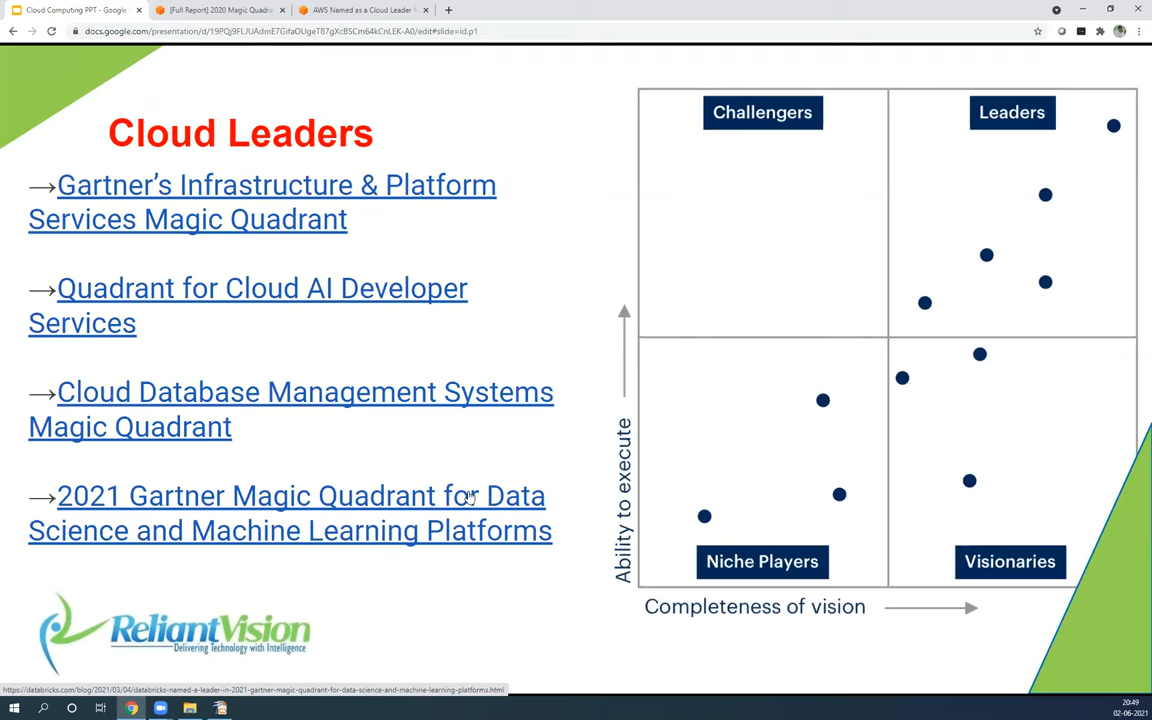 Cloud Computing PPT - Google
[Full Report] 2020 Magic Quadra
AWS Named as a Cloud Leader
docs.google.com/presentation/d/19PQj9FLJUAdmE7GifaOUgeT87gXcBSCm64kCnLEK-A0/edit#slide=id.p1
Cloud Leaders
→Gartner’s Infrastructure & Platform
Services Magic Quadrant
→Quadrant for Cloud AI Developer
Services
→Cloud Database Management Systems
Magic Quadrant
→2021 Gartner Magic Quadrant for Data
Science and Machine Learning Platforms
Challengers
Leaders
Niche Players
Visionaries
Ability to execute
Completeness of vision
ReliantVision
Delivering Technology with Intelligence
https://databricks.com/blog/2021/03/04/databricks-named-a-leader-in-2021-gartner-magic-quadrant-for-data-science-and-machine-learning-platforms.html
20:49
02-06-2021